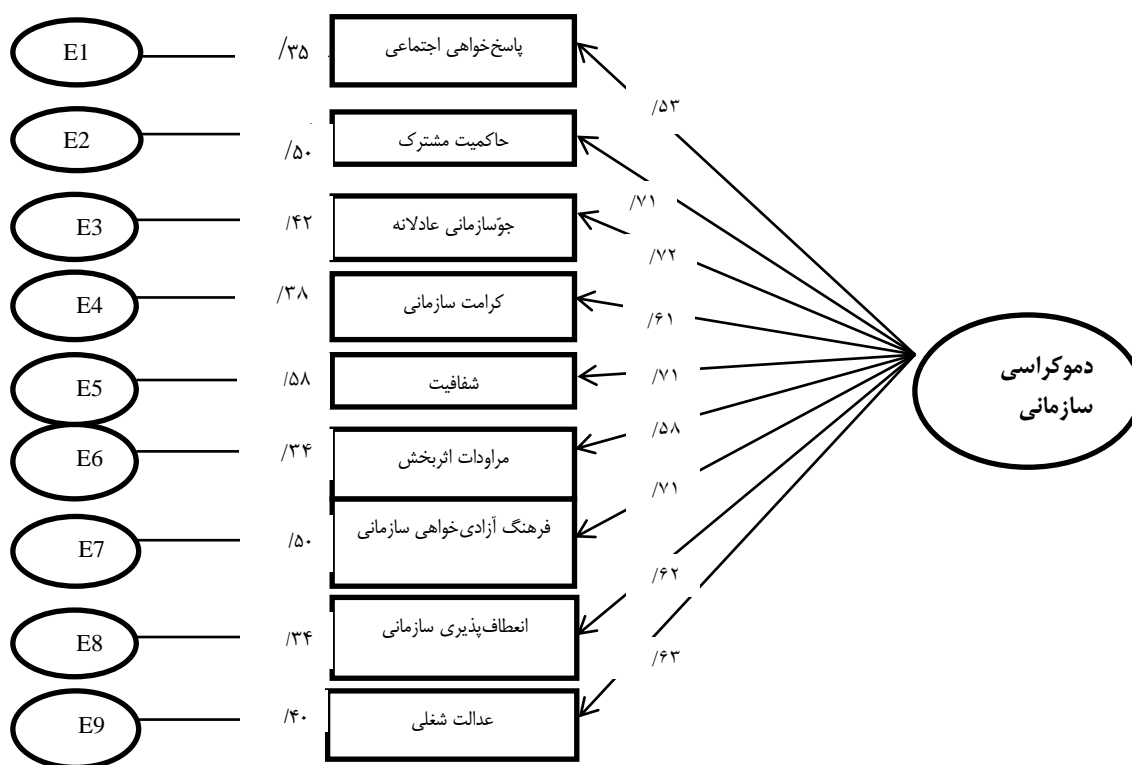 E1
/۳۵
پاسخ‌خواهی اجتماعی
/۵۳
E2
/۵۰
حاکمیت مشترک
/۷۱
E3
/۴۲
جوّسازمانی عادلانه
/۷۲
E4
/۳۸
کرامت سازمانی
/۶۱
E5
/۵۸
شفافیت
/۷۱
دموکراسی
سازمانی
E6
/۳۴
مراودات اثربخش
/۵۸
E7
/۵۰
فرهنگ آزادی‌خواهی سازمانی
/۷۱
E8
/۳۴
انعطاف‌پذیری سازمانی
/۶۲
E9
/۴۰
عدالت شغلی
/۶۳